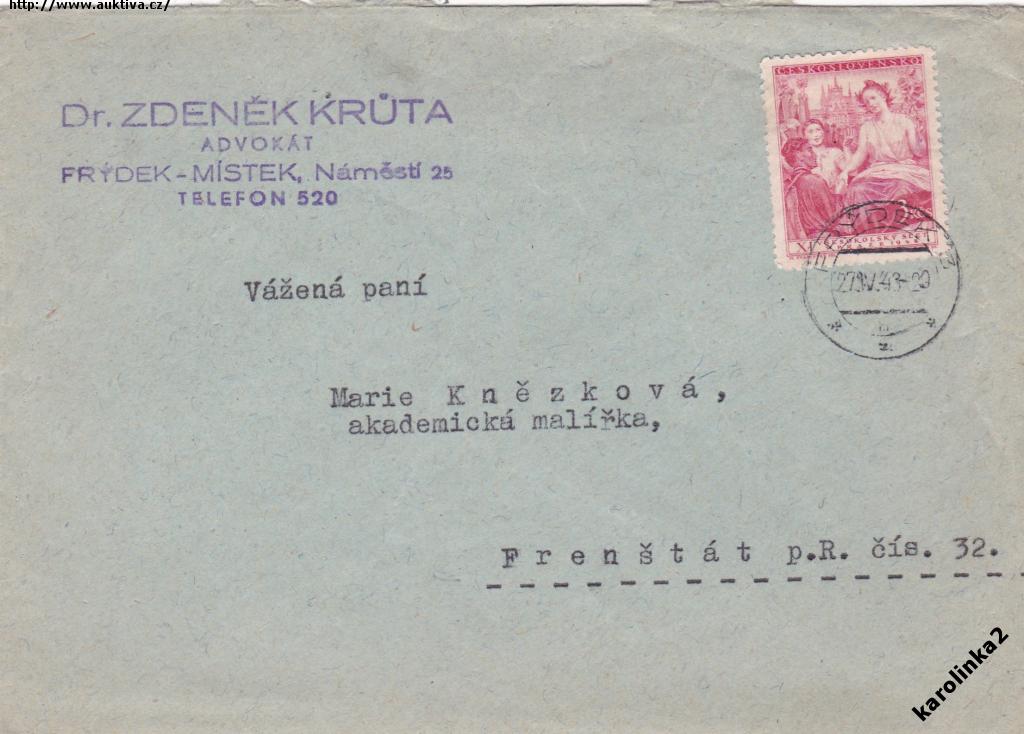 http://www.auktiva.cz/
Dr. ZDENĚK KRŮTA
ADVOKÁT
FRÝDEK-MÍSTEK, Náměstí 25
TELEFON 520
ČESKOSLOVENSKO
Vážená paní
Marie Knězková,
akademická malířka,
Frenštát p.R. čís. 32.
karolinka2